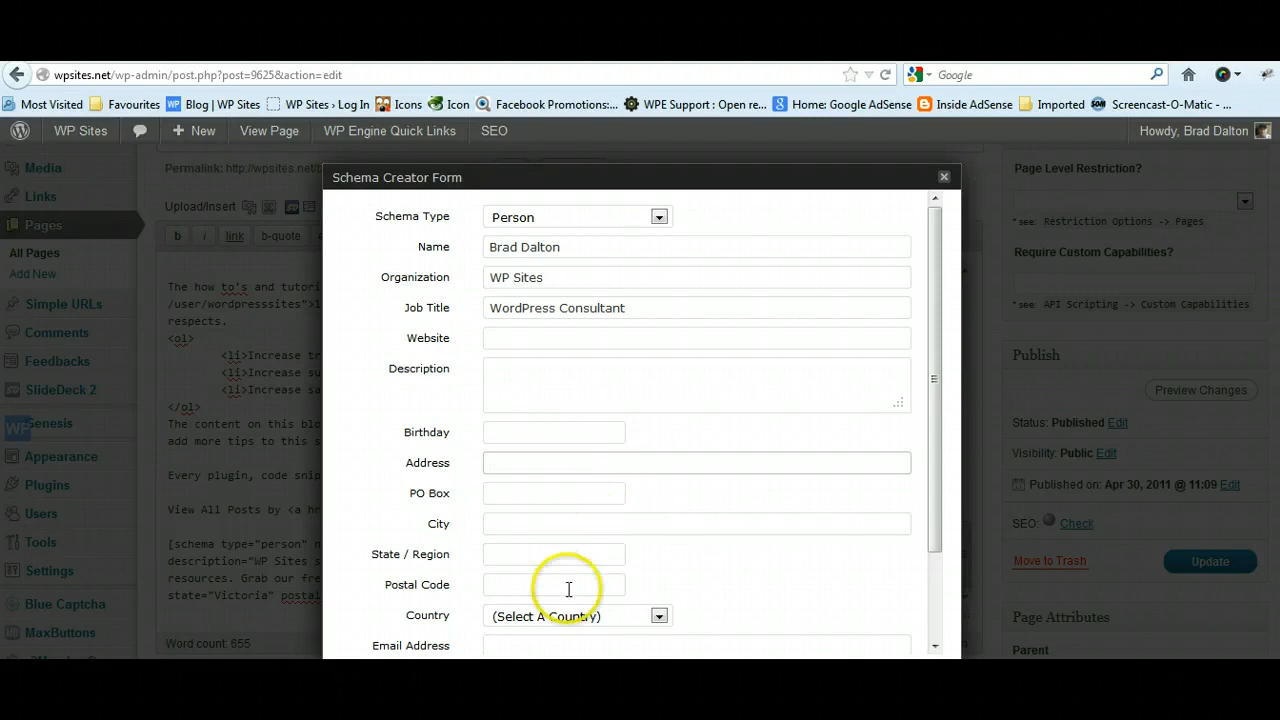 wpsites.net/wp-admin/post.php?post=9625&action=edit
Google
Most Visited Favourites Blog | WP Sites WP Sites › Log In Icons Icon Facebook Promotions:... WPE Support : Open re... Home: Google AdSense Inside AdSense Imported Screencast-O-Matic - ...
WP Sites + New View Page WP Engine Quick Links SEO Howdy, Brad Dalton
Media
Links
Pages
All Pages
Add New
Simple URLs
Comments
Feedbacks
SlideDeck 2
Genesis
Appearance
Plugins
Users
Tools
Settings
Blue Captcha
MaxButtons
Permalink: http://wpsites.net/
Upload/Insert
b i link b-quote
The how to's and tutori
/user/wordpresssites">l
respects.
<ol>
<li>Increase tr
<li>Increase su
<li>Increase sa
</ol>
The content on this blo
add more tips to this s
Every plugin, code snip
View All Posts by <a hr
[schema type="person" n
description="WP Sites s
resources. Grab our fre
state="Victoria" postal
Word count: 655
Schema Creator Form
Schema Type Person
Name Brad Dalton
Organization WP Sites
Job Title WordPress Consultant
Website
Description
Birthday
Address
PO Box
City
State / Region
Postal Code
Country (Select A Country)
Email Address
Page Level Restriction?
*see: Restriction Options -> Pages
Require Custom Capabilities?
*see: API Scripting -> Custom Capabilities
Publish
Preview Changes
Status: Published Edit
Visibility: Public Edit
Published on: Apr 30, 2011 @ 11:09 Edit
SEO: Check
Move to Trash Update
Page Attributes
Parent